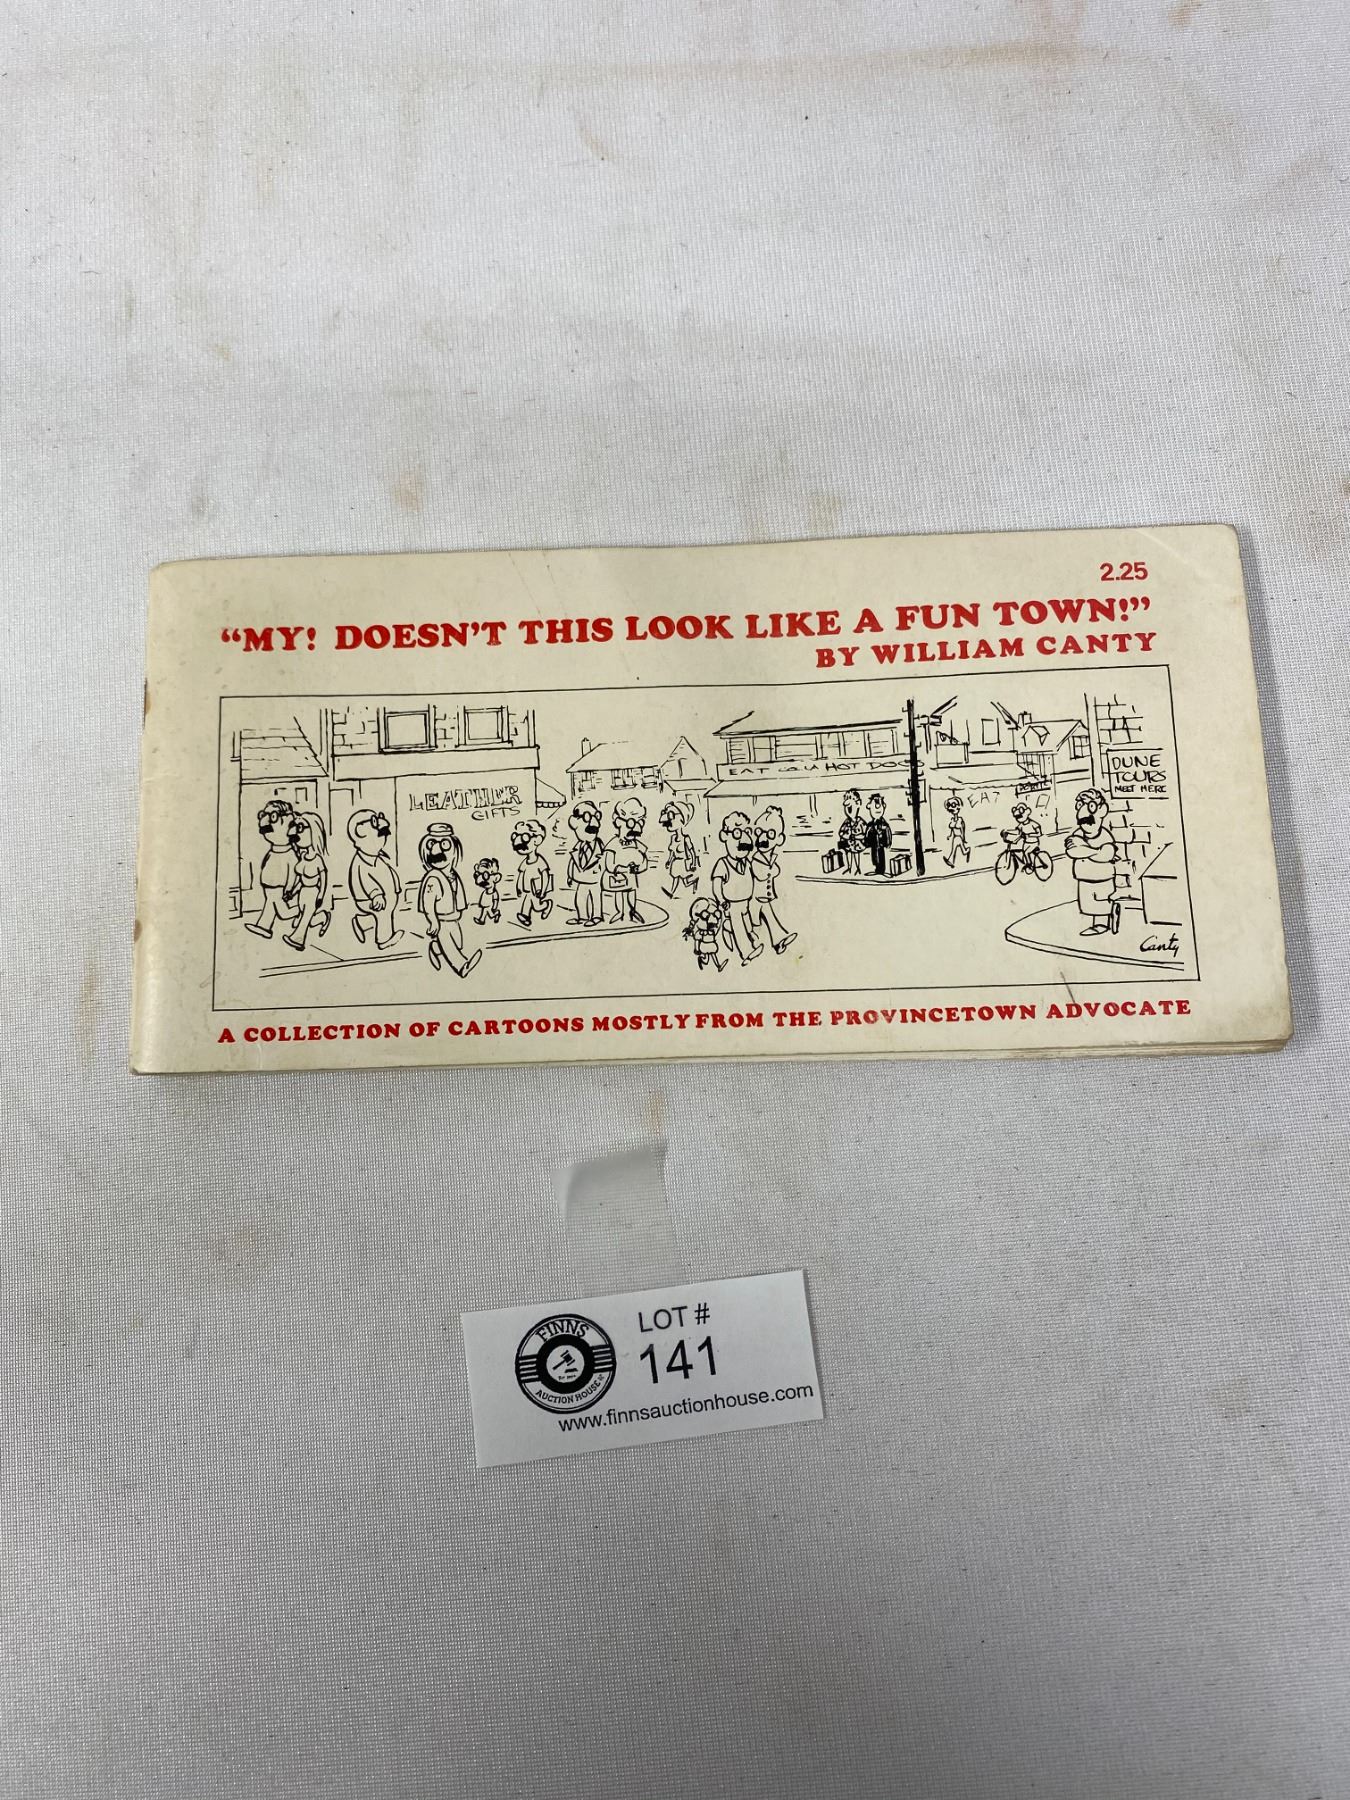 2.25
“MY! DOESN’T THIS LOOK LIKE A FUN TOWN!”
BY WILLIAM CANTY
LEATHER
GIFTS
EAT
HOT DOGS
EAT
DUNE
TOURS
MEET HERE
Canty
A COLLECTION OF CARTOONS MOSTLY FROM THE PROVINCETOWN ADVOCATE
FINNS
AUCTION HOUSE
LOT #
141
www.finnsauctionhouse.com